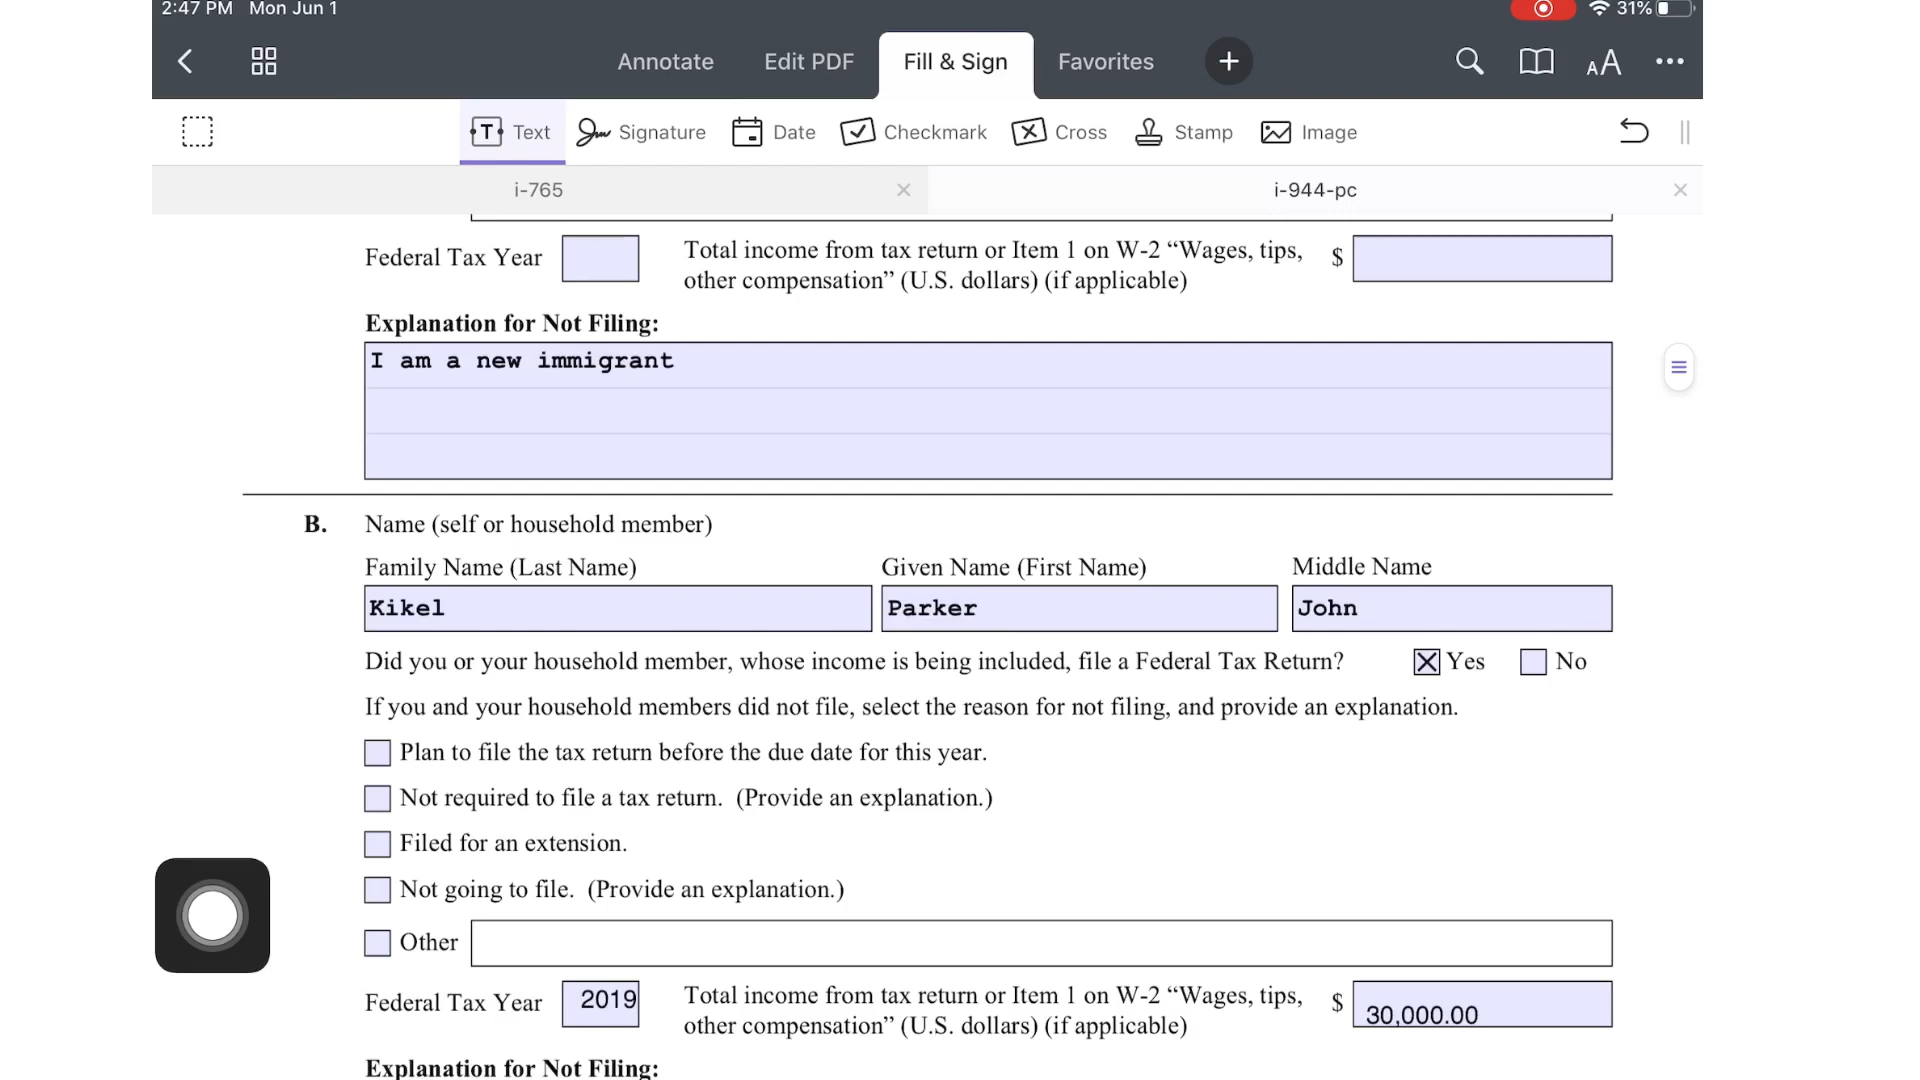 2:47 PM Mon Jun 1 31%
Annotate Edit PDF Fill & Sign Favorites
AA
T Text Signature Date Checkmark Cross Stamp Image
i-765 i-944-pc
Federal Tax Year Total income from tax return or Item 1 on W-2 “Wages, tips, $
other compensation” (U.S. dollars) (if applicable)
Explanation for Not Filing:
I am a new immigrant
B. Name (self or household member)
Family Name (Last Name) Given Name (First Name) Middle Name
Kikel Parker John
Did you or your household member, whose income is being included, file a Federal Tax Return? Yes No
If you and your household members did not file, select the reason for not filing, and provide an explanation.
Plan to file the tax return before the due date for this year.
Not required to file a tax return. (Provide an explanation.)
Filed for an extension.
Not going to file. (Provide an explanation.)
Other
Federal Tax Year 2019 Total income from tax return or Item 1 on W-2 “Wages, tips, $ 30,000.00
other compensation” (U.S. dollars) (if applicable)
Explanation for Not Filing: